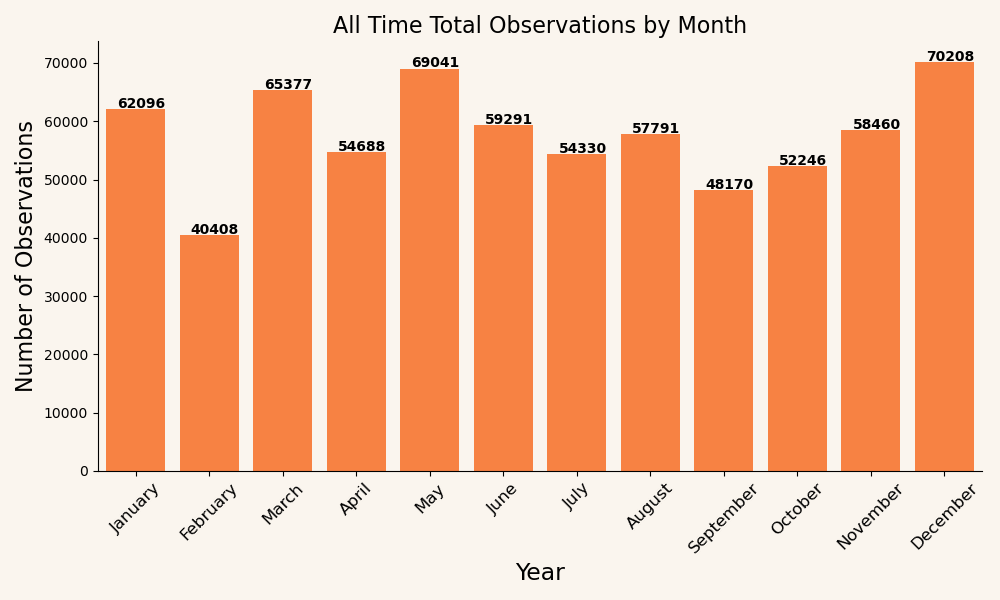 All Time Total Observations by Month
Number of Observations
70000
60000
50000
40000
30000
20000
10000
0
62096
40408
65377
54688
69041
59291
54330
57791
48170
52246
58460
70208
January
February
March
April
May
June
July
August
September
October
November
December
Year